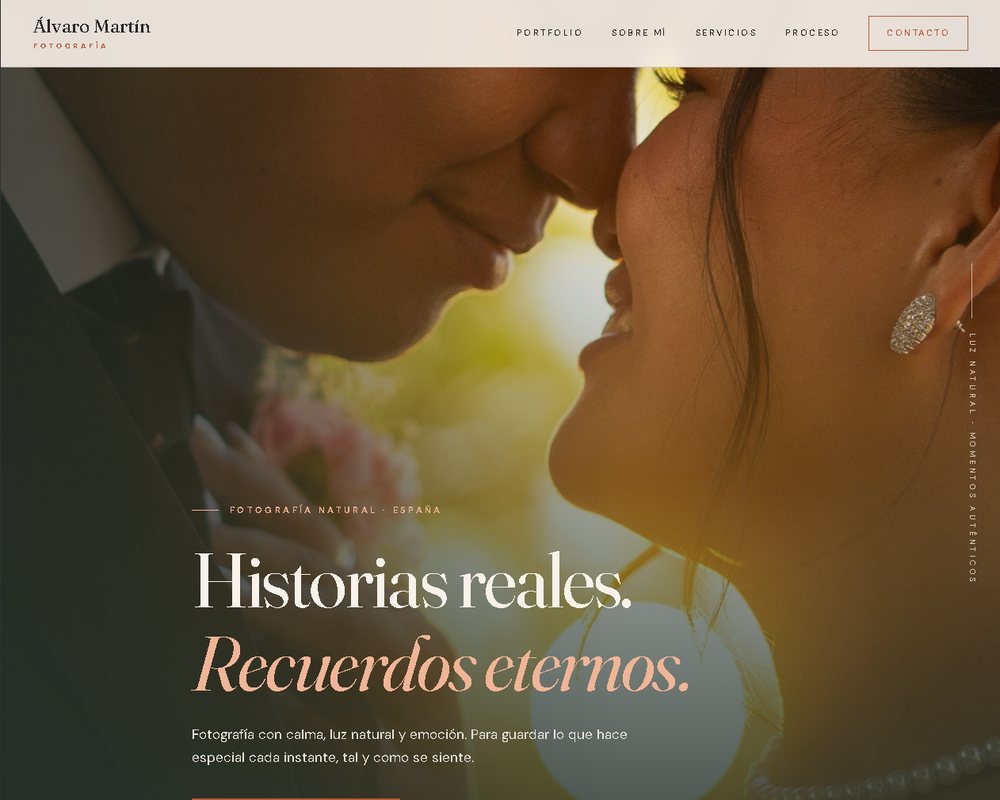 Álvaro Martín
FOTOGRAFÍA
PORTFOLIO
SOBRE MÍ
SERVICIOS
PROCESO
CONTACTO
LUZ NATURAL · MOMENTOS AUTÉNTICOS
FOTOGRAFÍA NATURAL · ESPAÑA
Historias reales.
Recuerdos eternos.
Fotografía con calma, luz natural y emoción. Para guardar lo que hace
especial cada instante, tal y como se siente.